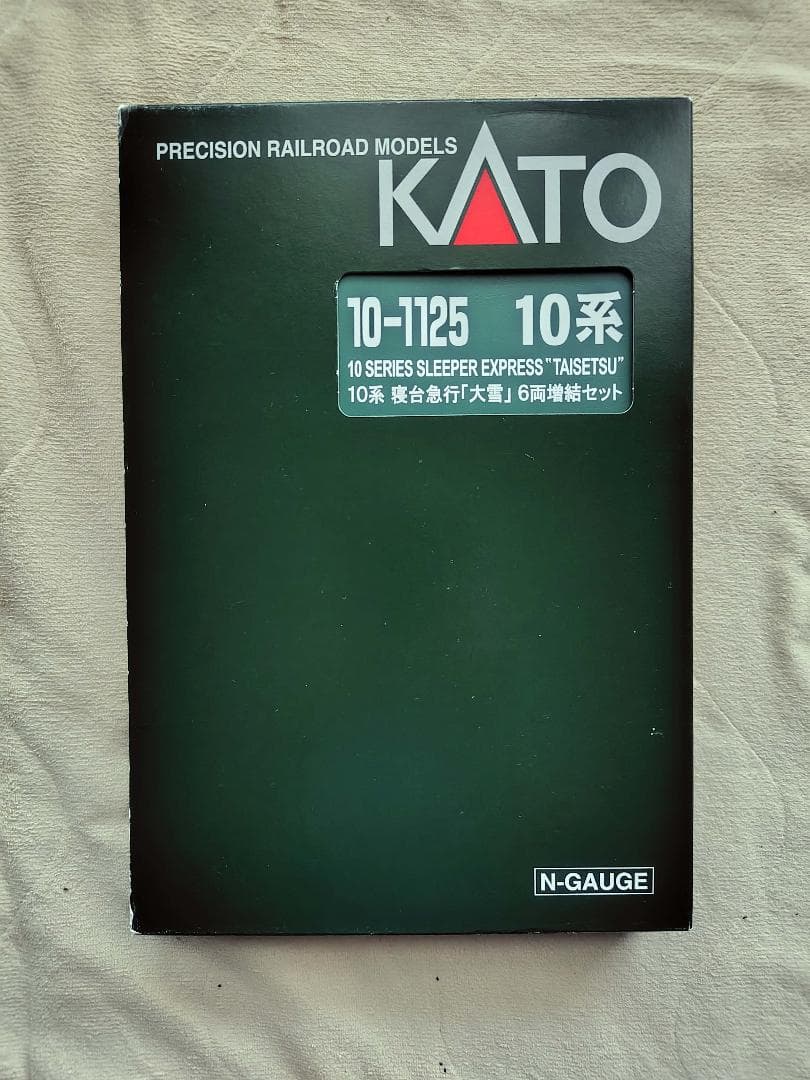 PRECISION RAILROAD MODELS
KATO
10-1125 10系
10 SERIES SLEEPER EXPRESS "TAISETSU"
10系 寝台急行「大雪」 6両増結セット
N-GAUGE